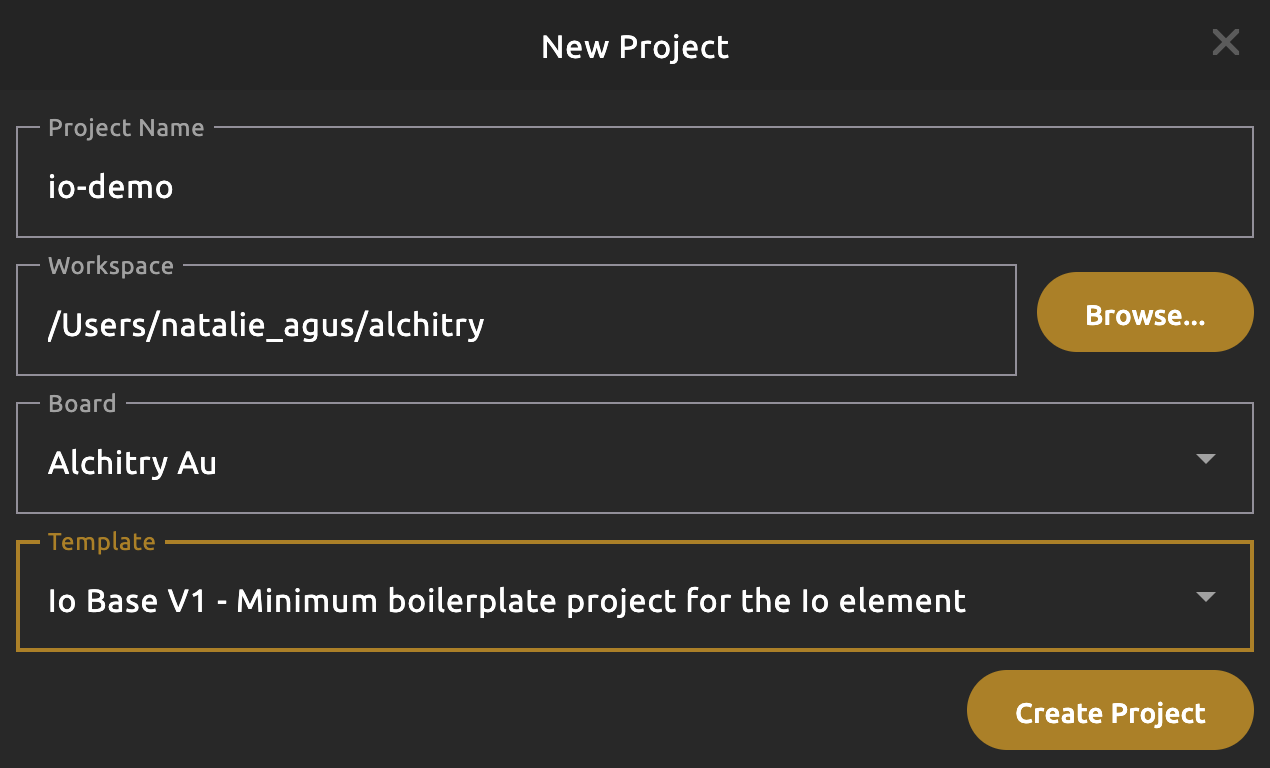 New Project
Project Name
io-demo
Workspace
/Users/natalie_agus/alchitry
Browse...
Board
Alchitry Au
Template
Io Base V1 - Minimum boilerplate project for the Io element
Create Project